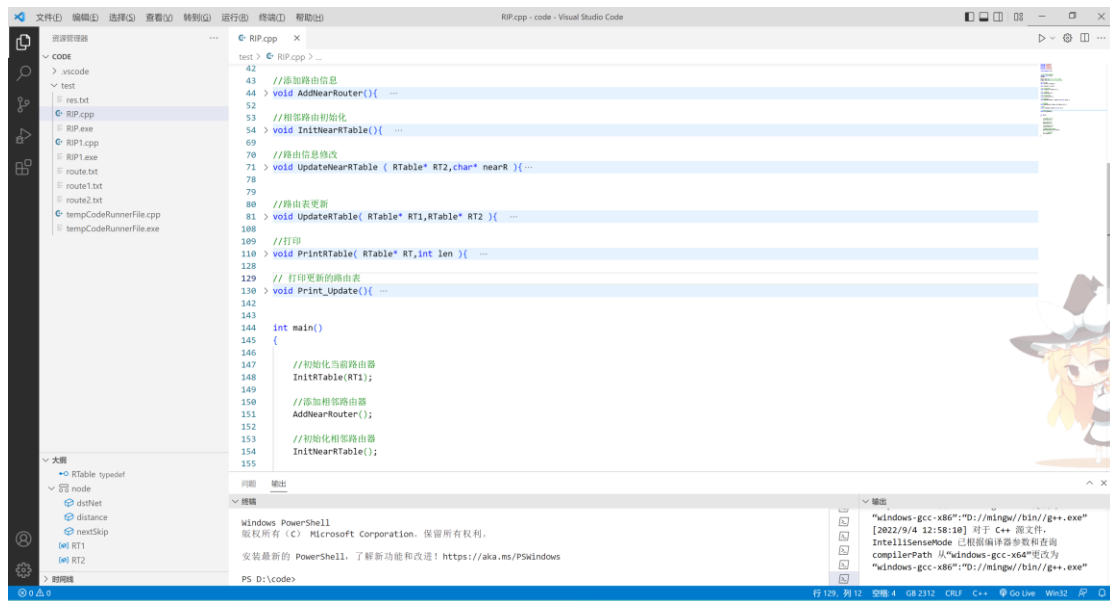 文件(F) 编辑(E) 选择(S) 查看(V) 转到(G) 运行(R) 终端(T) 帮助(H) RIP.cpp - code - Visual Studio Code
资源管理器 ···
CODE
.vscode
test
res.txt
RIP.cpp
RIP.exe
RIP1.cpp
RIP1.exe
route.txt
route1.txt
route2.txt
tempCodeRunnerFile.cpp
tempCodeRunnerFile.exe
大纲
RTable typedef
node
dstNet
distance
nextSkip
RT1
RT2
时间线
RIP.cpp ×
test > RIP.cpp > ...
42
43 //添加路由信息
44 > void AddNearRouter(){ ···
52
53 //相邻路由初始化
54 > void InitNearRTable(){ ···
69
70 //路由信息修改
71 > void UpdateNearRTable ( RTable* RT2,char* nearR ){ ···
78
79
80 //路由表更新
81 > void UpdateRTable( RTable* RT1,RTable* RT2 ){ ···
108
109 //打印
110 > void PrintRTable( RTable* RT,int len ){ ···
128
129 // 打印更新的路由表
130 > void Print_Update(){ ···
142
143
144 int main()
145 {
146
147 //初始化当前路由器
148 InitRTable(RT1);
149
150 //添加相邻路由器
151 AddNearRouter();
152
153 //初始化相邻路由器
154 InitNearRTable();
155
问题 输出
终端
Windows PowerShell
版权所有 (C) Microsoft Corporation。保留所有权利。
安装最新的 PowerShell，了解新功能和改进！https://aka.ms/PSWindows
PS D:\code>
输出
“windows-gcc-x86”:“D://mingw//bin//g++.exe”
[2022/9/4 12:58:10] 对于 C++ 源文件，
IntelliSenseMode 已根据编译器参数和查询
compilerPath 从“windows-gcc-x64”更改为
“windows-gcc-x86”:“D://mingw//bin//g++.exe”
0 0 行 129，列 12 空格: 4 GB 2312 CRLF C++ Go Live Win32